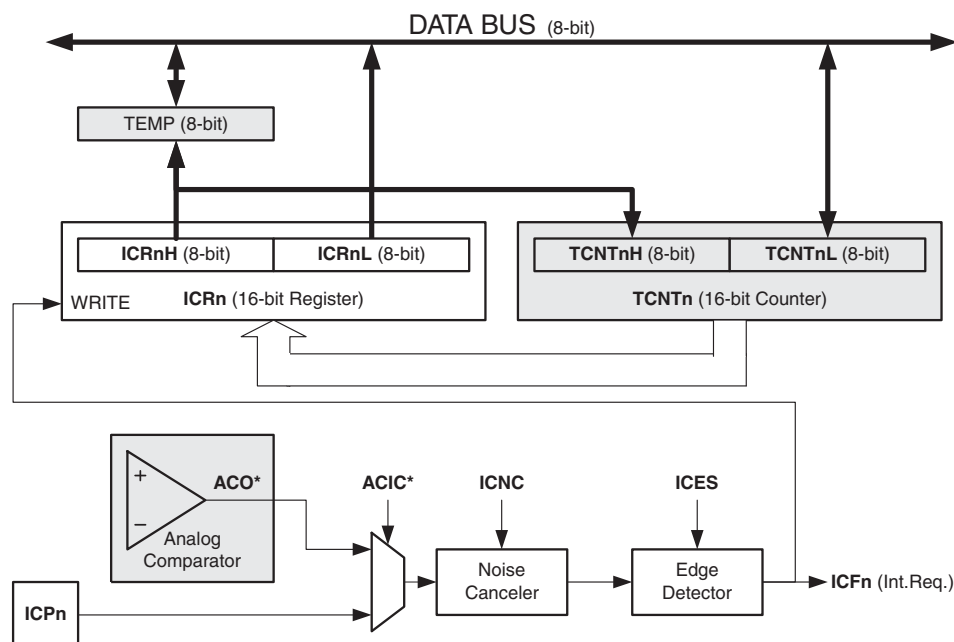 DATA BUS (8-bit)
TEMP (8-bit)
ICRnH (8-bit) ICRnL (8-bit)
TCNTnH (8-bit) TCNTnL (8-bit)
WRITE
ICRn (16-bit Register)
TCNTn (16-bit Counter)
+
−
ACO*
Analog
Comparator
ACIC*
ICNC
ICES
Noise
Canceler
Edge
Detector
ICFn (Int.Req.)
ICPn